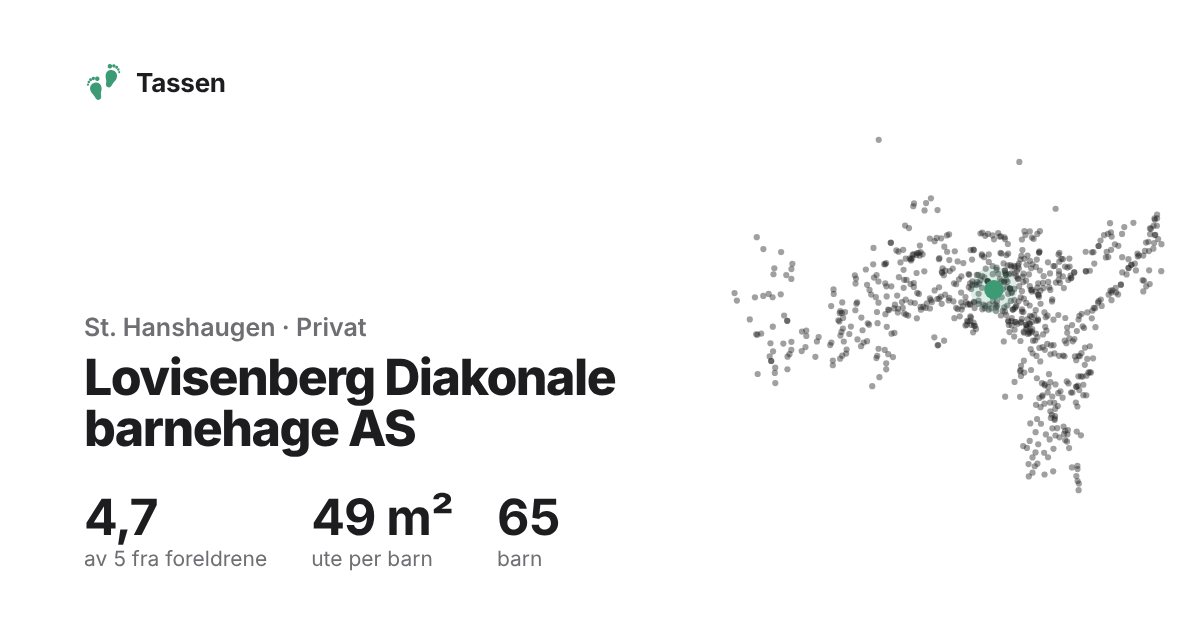 Tassen
St. Hanshaugen · Privat
Lovisenberg Diakonale
barnehage AS
4,7
av 5 fra foreldrene
49 m²
ute per barn
65
barn